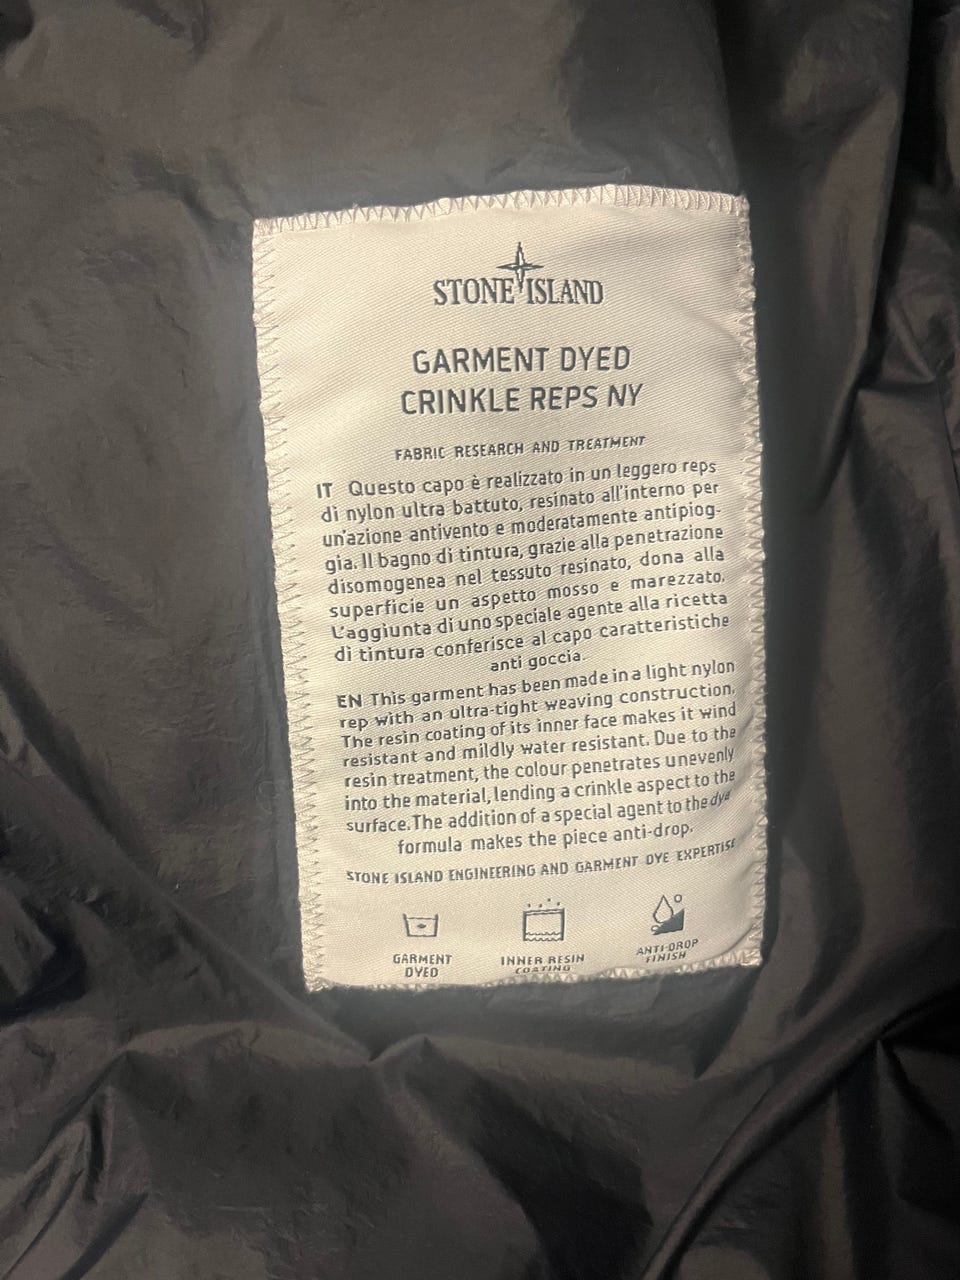 STONE ISLAND
GARMENT DYED
CRINKLE REPS NY
FABRIC RESEARCH AND TREATMENT
IT Questo capo è realizzato in un leggero reps
di nylon ultra battuto, resinato all'interno per
un'azione antivento e moderatamente antipiog-
gia. Il bagno di tintura, grazie alla penetrazione
disomogenea nel tessuto resinato, dona alla
superficie un aspetto mosso e marezzato.
L'aggiunta di uno speciale agente alla ricetta
di tintura conferisce al capo caratteristiche
anti goccia.
EN This garment has been made in a light nylon
rep with an ultra-tight weaving construction.
The resin coating of its inner face makes it wind
resistant and mildly water resistant. Due to the
resin treatment, the colour penetrates unevenly
into the material, lending a crinkle aspect to the
surface. The addition of a special agent to the dye
formula makes the piece anti-drop.
STONE ISLAND ENGINEERING AND GARMENT DYE EXPERTISE
GARMENT
DYED
INNER RESIN
COATING
ANTI-DROP
FINISH